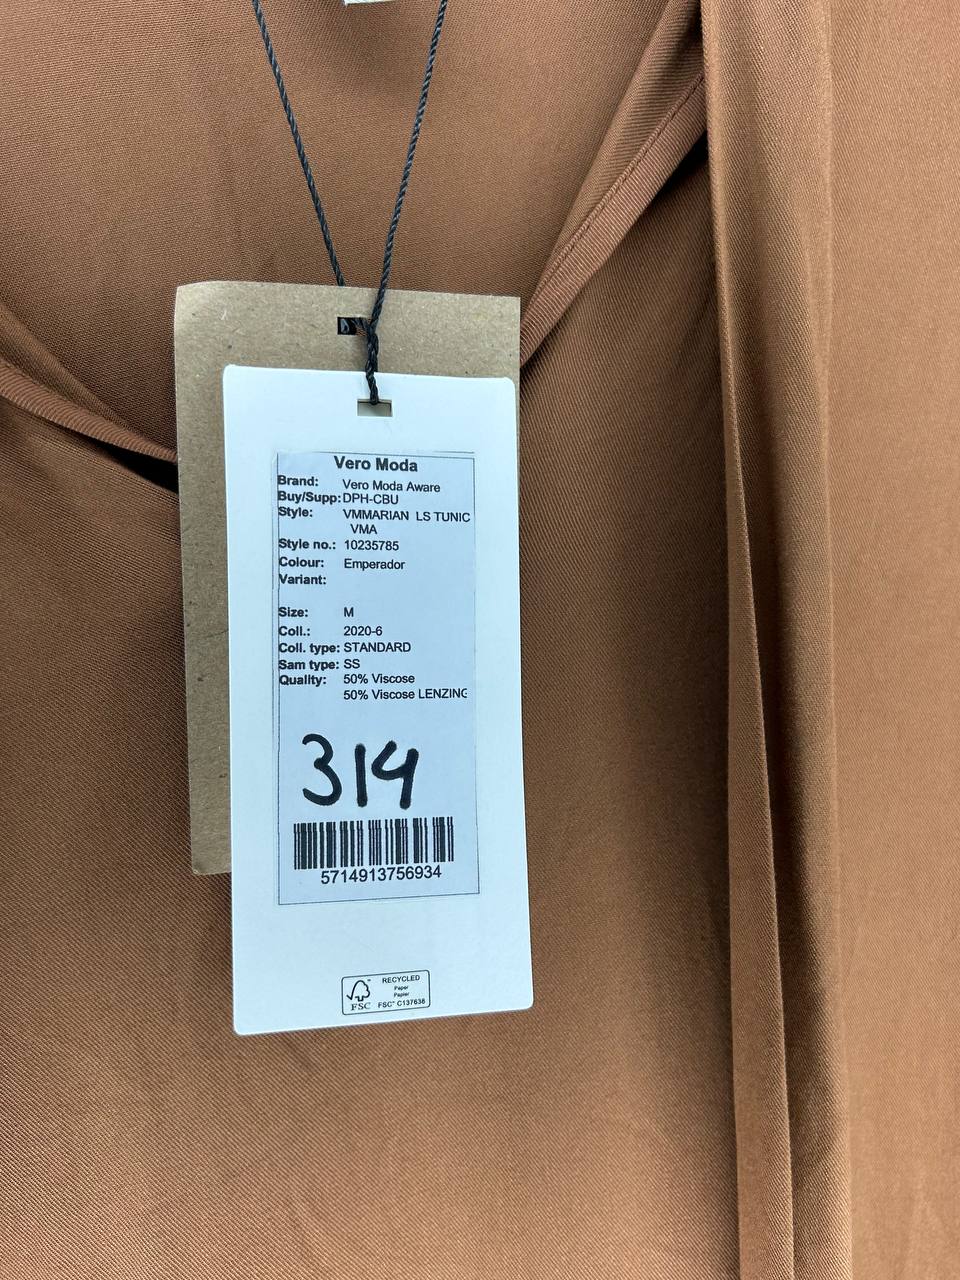 Vero Moda
Brand: Vero Moda Aware
Buy/Supp: DPH-CBU
Style: VMMARIAN LS TUNIC
VMA
Style no.: 10235785
Colour: Emperador
Variant:
Size: M
Coll.: 2020-6
Coll. type: STANDARD
Sam type: SS
Quality: 50% Viscose
50% Viscose LENZING
314
5714913756934
RECYCLED
Paper
Papier
FSC™ C137636
FSC